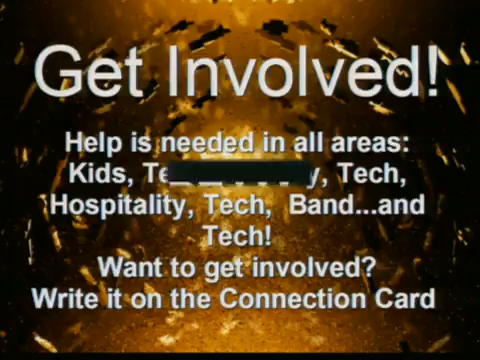 Get Involved!
Help is needed in all areas:
Kids, Tech,
Hospitality, Tech, Band...and
Tech!
Want to get involved?
Write it on the Connection Card